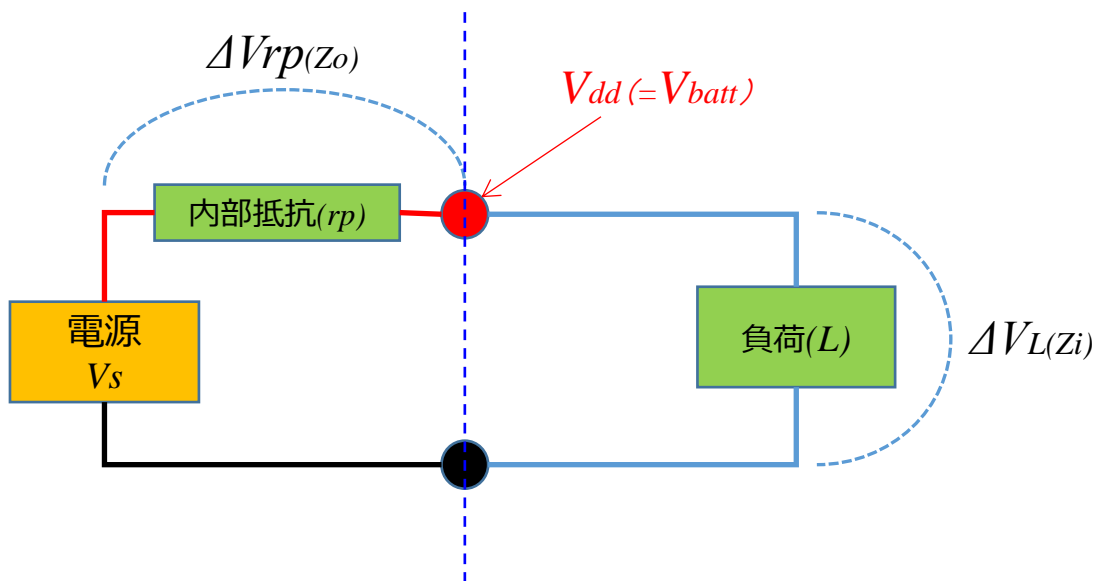 ΔVrp(Zo)
Vdd(=Vbatt)
内部抵抗(rp)
電源
Vs
負荷(L)
ΔVL(Zi)